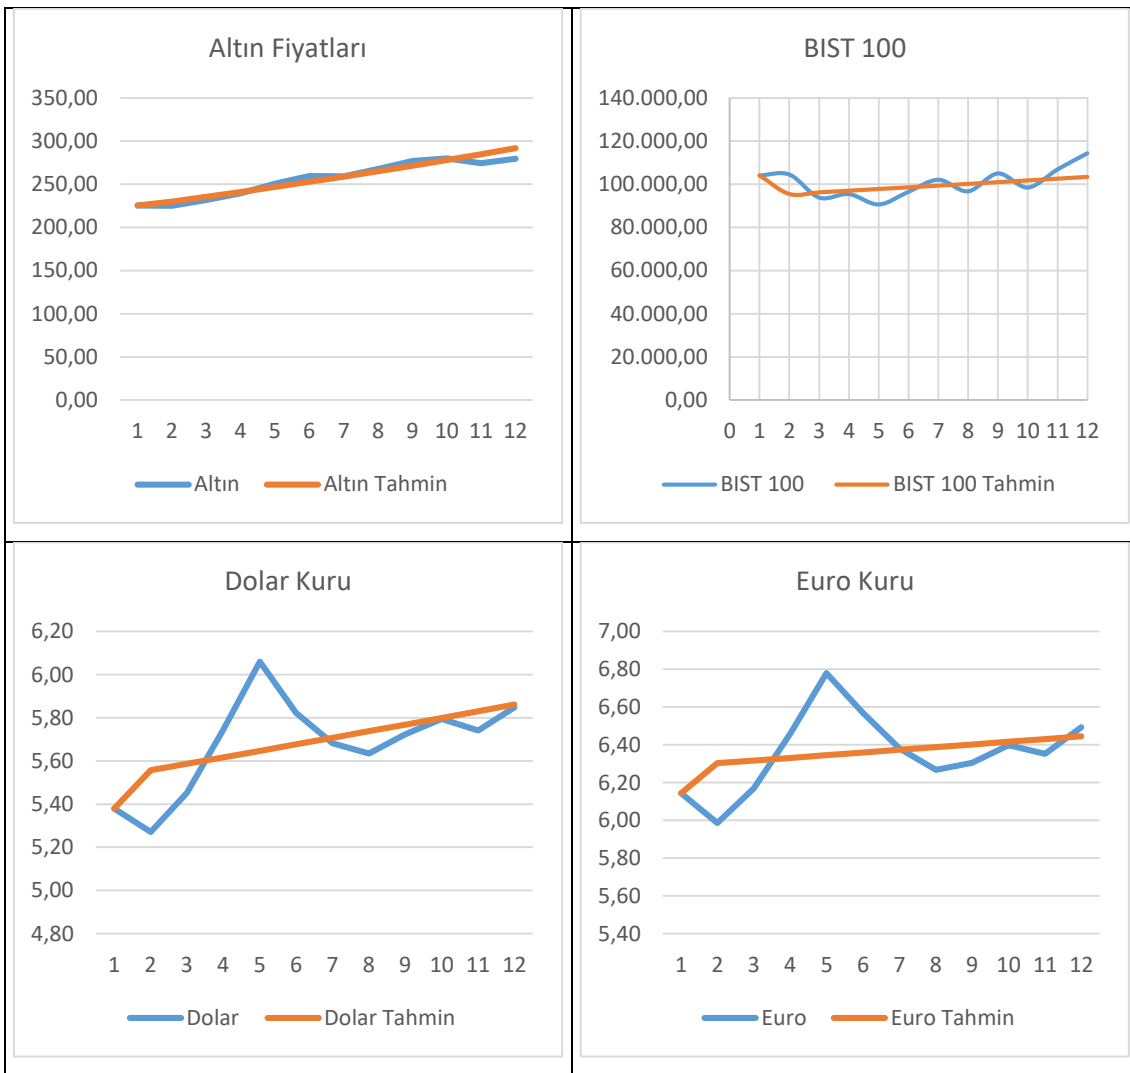 Altın Fiyatları
350,00
300,00
250,00
200,00
150,00
100,00
50,00
0,00
1 2 3 4 5 6 7 8 9 10 11 12
Altın Altın Tahmin
BIST 100
140.000,00
120.000,00
100.000,00
80.000,00
60.000,00
40.000,00
20.000,00
0,00
0 1 2 3 4 5 6 7 8 9 10 11 12
BIST 100 BIST 100 Tahmin
Dolar Kuru
6,20
6,00
5,80
5,60
5,40
5,20
5,00
4,80
1 2 3 4 5 6 7 8 9 10 11 12
Dolar Dolar Tahmin
Euro Kuru
7,00
6,80
6,60
6,40
6,20
6,00
5,80
5,60
5,40
1 2 3 4 5 6 7 8 9 10 11 12
Euro Euro Tahmin